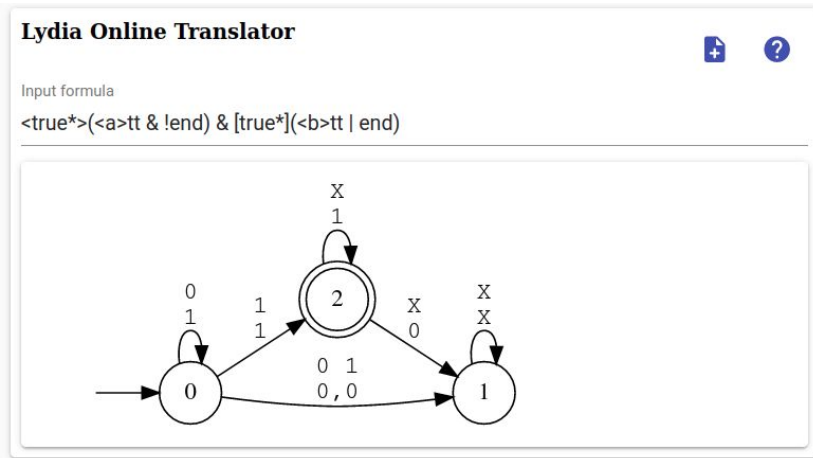 Lydia Online Translator
Input formula
<true*>(<a>tt & !end) & [true*](<b>tt | end)
X
1
2
0
1
1
1
X
0
X
X
0 1
0,0
0
1